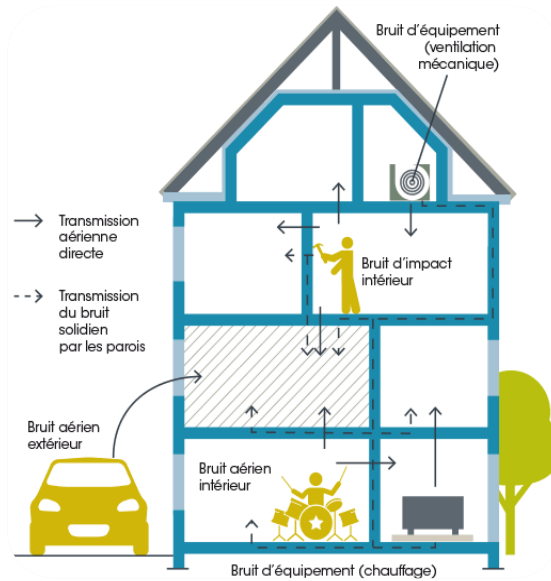 Bruit d'équipement
(ventilation
mécanique)
Transmission
aérienne
directe
Bruit d'impact
intérieur
Transmission
du bruit
solidien
par les parois
Bruit aérien
extérieur
Bruit aérien
intérieur
Bruit d'équipement (chauffage)